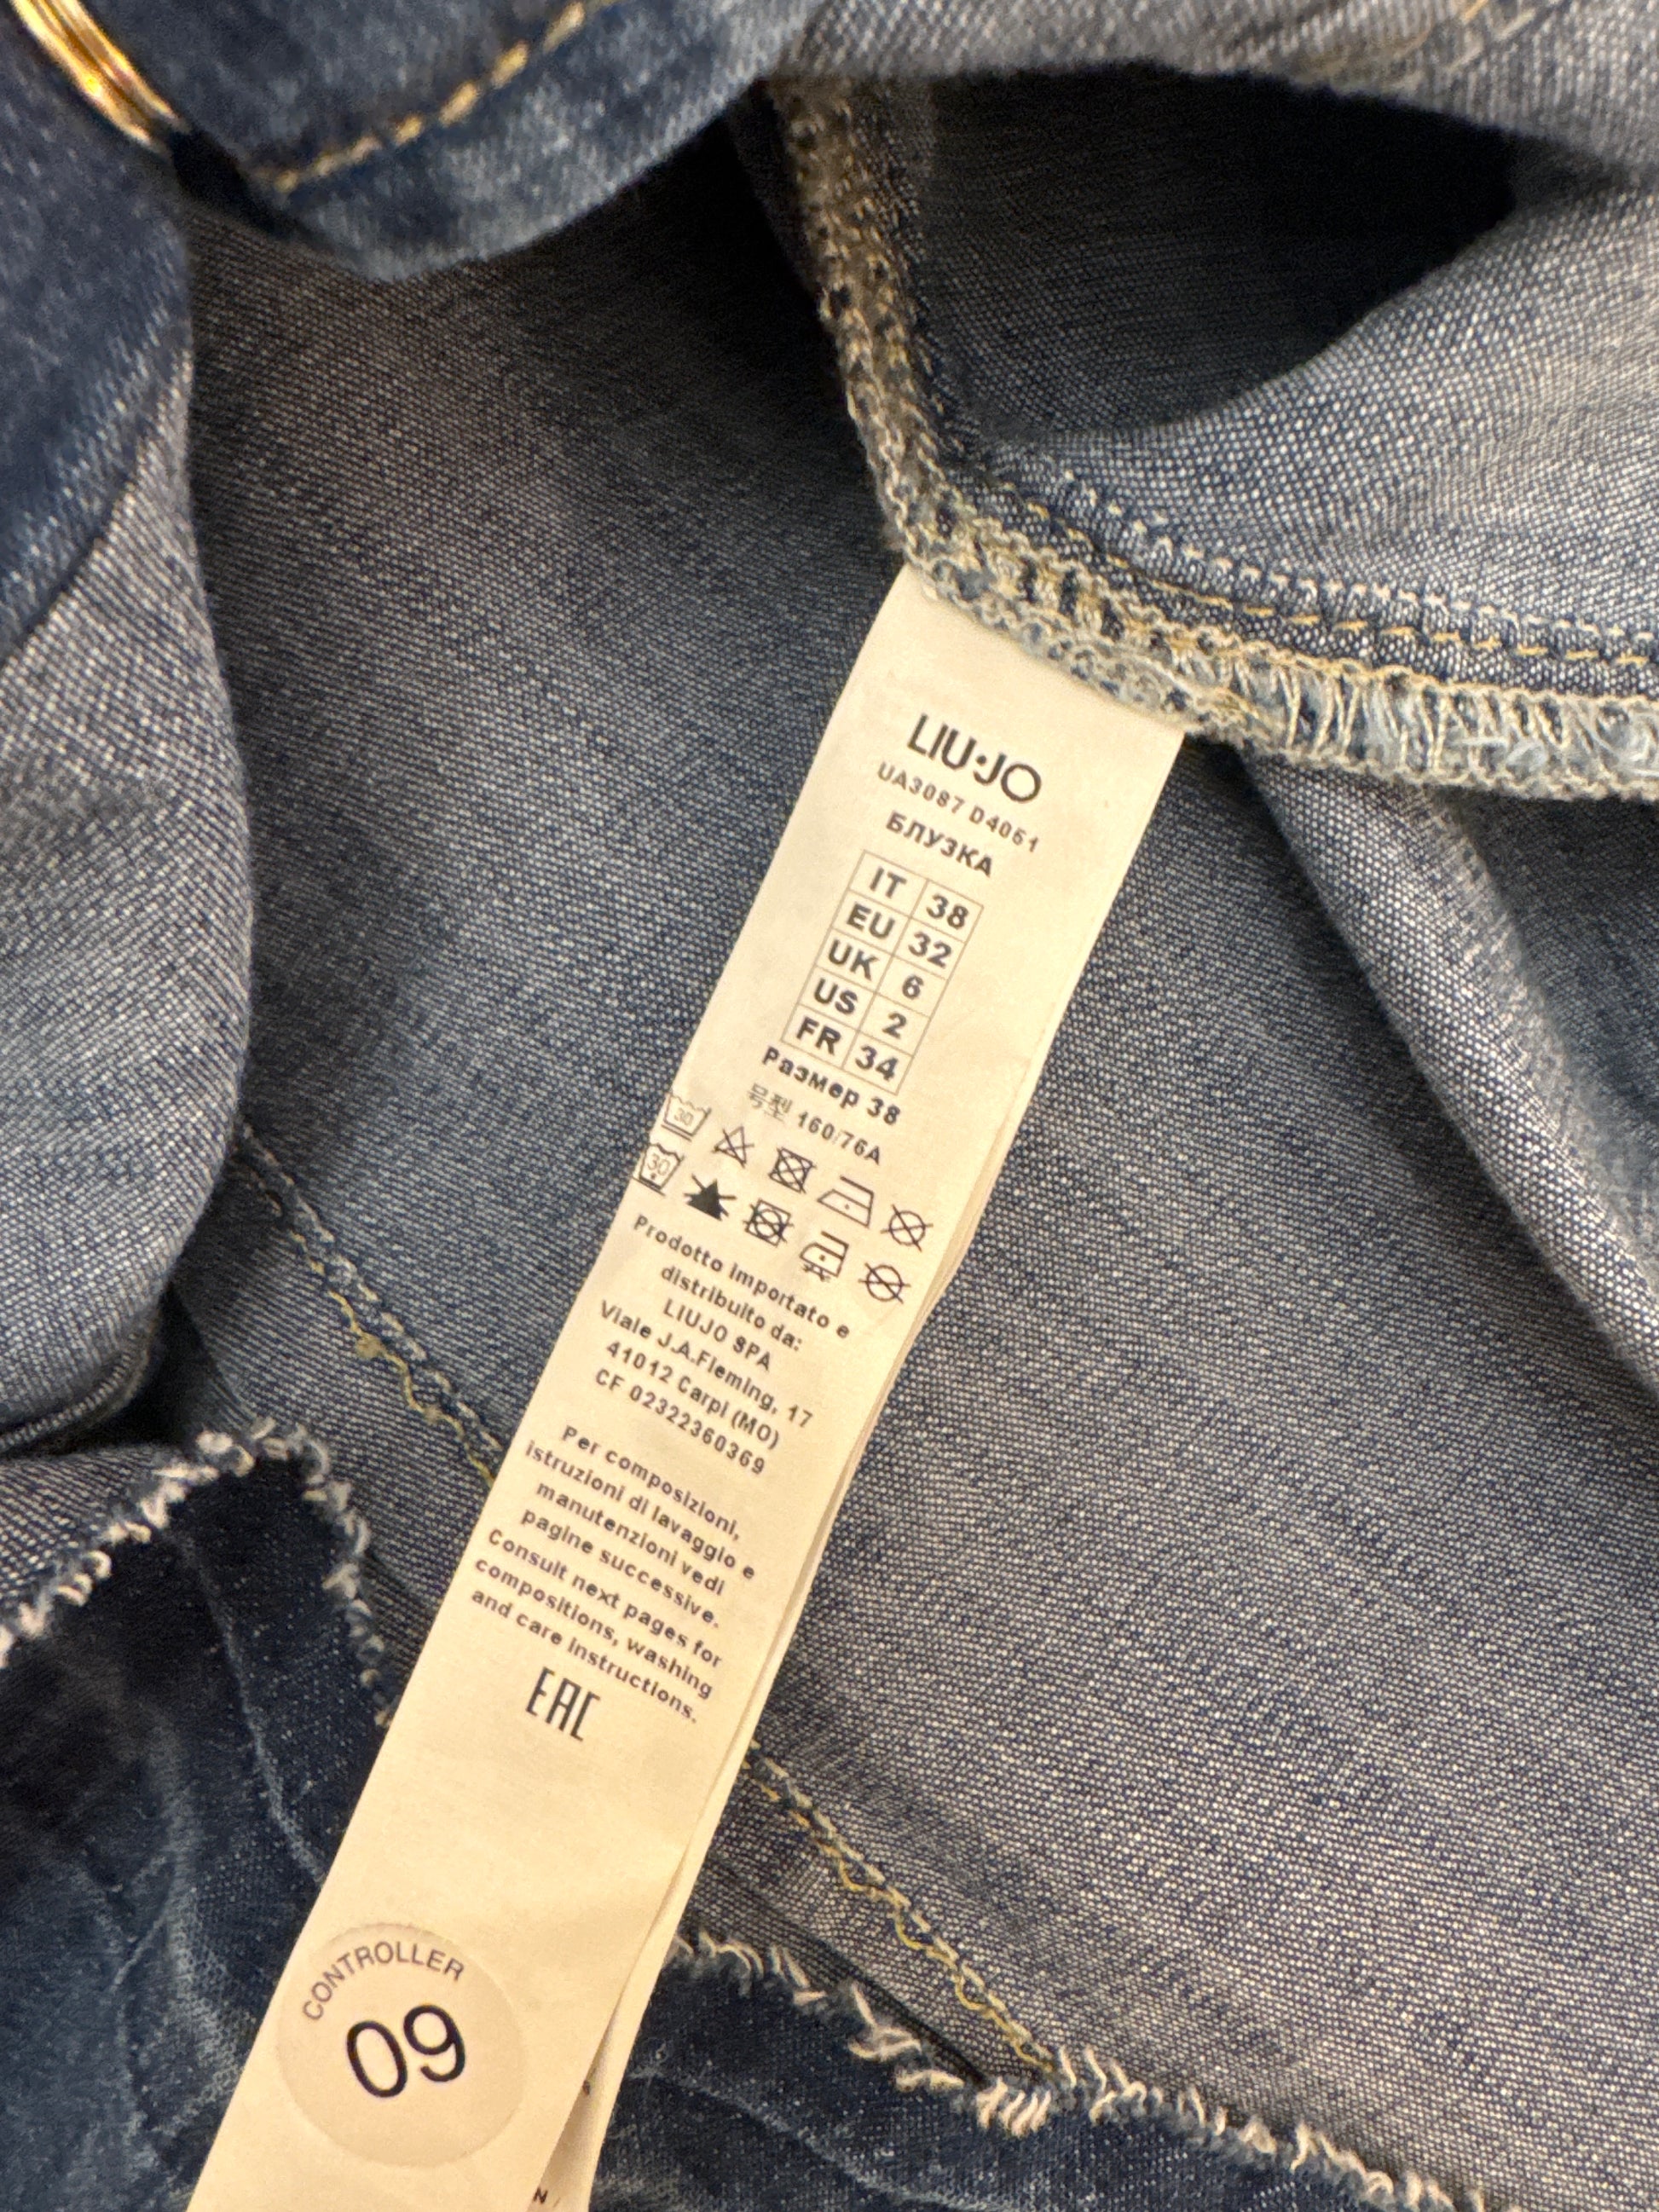 LIU·JO
UA3087 D4051
БЛУЗКА
IT 38
EU 32
UK 6
US 2
FR 34
Размер 38
号型 160/76A
30
30
Prodotto importato e
distribuito da:
LIUJO SPA
Viale J.A.Fleming, 17
41012 Carpi (MO)
CF 02322360369
Per composizioni,
istruzioni di lavaggio e
manutenzioni vedi
pagine successive.
Consult next pages for
compositions, washing
and care instructions.
EAC
CONTROLLER
09